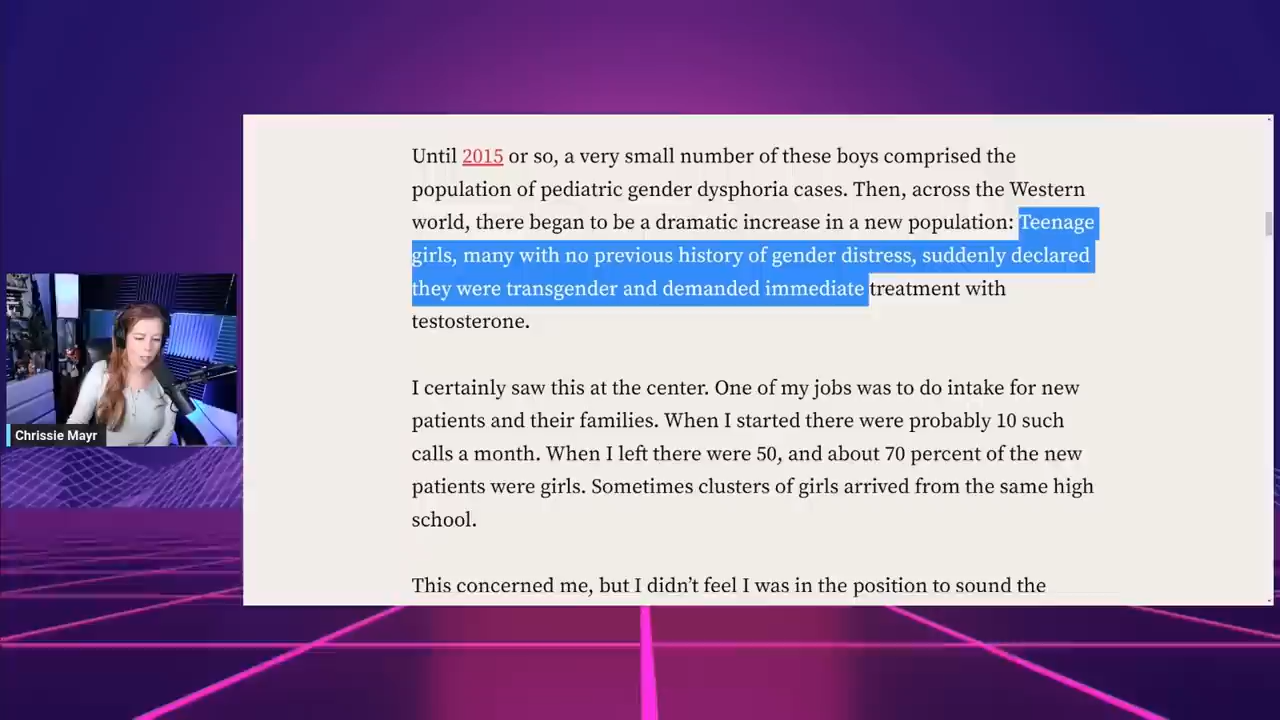 Until 2015 or so, a very small number of these boys comprised the
population of pediatric gender dysphoria cases. Then, across the Western
world, there began to be a dramatic increase in a new population: Teenage
girls, many with no previous history of gender distress, suddenly declared
they were transgender and demanded immediate treatment with
testosterone.
I certainly saw this at the center. One of my jobs was to do intake for new
patients and their families. When I started there were probably 10 such
calls a month. When I left there were 50, and about 70 percent of the new
patients were girls. Sometimes clusters of girls arrived from the same high
school.
This concerned me, but I didn’t feel I was in the position to sound the
Chrissie Mayr